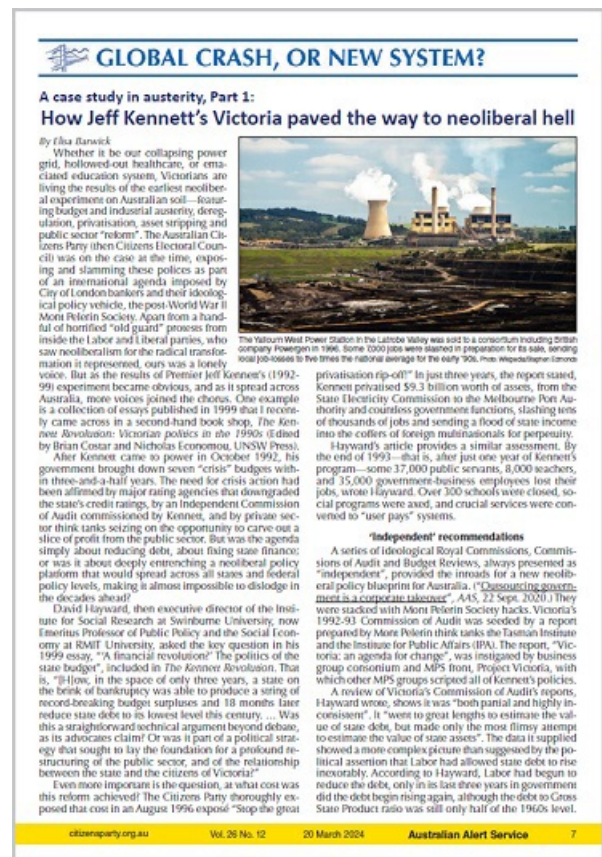 GLOBAL CRASH, OR NEW SYSTEM?
A case study in austerity, Part 1:
How Jeff Kennett's Victoria paved the way to neoliberal hell
By Elisa Barwick
Whether it be our collapsing power
grid, hollowed-out healthcare, or ema-
ciated education system, Victorians are
living the results of the earliest neoliber-
al experiment on Australian soil—featur-
ing budget and industrial austerity, dereg-
ulation, privatisation, asset stripping and
public sector "reform". The Australian Cit-
izens Party (then Citizens Electoral Coun-
cil) was on the case at the time, expos-
ing and slamming these polices as part
of an international agenda imposed by
City of London bankers and their ideolog-
ical policy vehicle, the post-World War II
Mont Pelerin Society. Apart from a hand-
ful of horrified "old guard" protests from
inside the Labor and Liberal parties, who
saw neoliberalism for the radical transfor-
mation it represented, ours was a lonely
voice. But as the results of Premier Jeff Kennett's (1992-
99) experiment became obvious, and as it spread across
Australia, more voices joined the chorus. One example
is a collection of essays published in 1999 that I recent-
ly came across in a second-hand book shop, The Ken-
nett Revolution: Victorian politics in the 1990s (Edited
by Brian Costar and Nicholas Economou, UNSW Press).
After Kennett came to power in October 1992, his
government brought down seven "crisis" budgets with-
in three-and-a-half years. The need for crisis action had
been affirmed by major rating agencies that downgraded
the state's credit ratings, by an Independent Commission
of Audit commissioned by Kennett, and by private sec-
tor think tanks seizing on the opportunity to carve out a
slice of profit from the public sector. But was the agenda
simply about reducing debt, about fixing state finance;
or was it about deeply entrenching a neoliberal policy
platform that would spread across all states and federal
policy levels, making it almost impossible to dislodge in
the decades ahead?
David Hayward, then executive director of the Insti-
tute for Social Research at Swinburne University, now
Emeritus Professor of Public Policy and the Social Econ-
omy at RMIT University, asked the key question in his
1999 essay, "'A financial revolution?' The politics of the
state budget", included in The Kennett Revolution. That
is, "[H]ow, in the space of only three years, a state on
the brink of bankruptcy was able to produce a string of
record-breaking budget surpluses and 18 months later
reduce state debt to its lowest level this century. … Was
this a straightforward technical argument beyond debate,
as its advocates claim? Or was it part of a political strat-
egy that sought to lay the foundation for a profound re-
structuring of the public sector, and of the relationship
between the state and the citizens of Victoria?"
Even more important is the question, at what cost was
this reform achieved? The Citizens Party thoroughly ex-
posed that cost in an August 1996 exposé "Stop the great
The Yallourn West Power Station in the Latrobe Valley was sold to a consortium including British
company Powergen in 1996. Some 7,000 jobs were slashed in preparation for its sale, sending
local job-losses to five times the national average for the early '90s. Photo: Wikipedia/Stephen Edmonds
privatisation rip-off!" In just three years, the report stated,
Kennett privatised $9.3 billion worth of assets, from the
State Electricity Commission to the Melbourne Port Au-
thority and countless government functions, slashing tens
of thousands of jobs and sending a flood of state income
into the coffers of foreign multinationals for perpetuity.
Hayward's article provides a similar assessment. By
the end of 1993—that is, after just one year of Kennett's
program—some 37,000 public servants, 8,000 teachers,
and 35,000 government-business employees lost their
jobs, wrote Hayward. Over 300 schools were closed, so-
cial programs were axed, and crucial services were con-
verted to "user pays" systems.
'Independent' recommendations
A series of ideological Royal Commissions, Commis-
sions of Audit and Budget Reviews, always presented as
"independent", provided the inroads for a new neolib-
eral policy blueprint for Australia. ("Outsourcing govern-
ment is a corporate takeover", AAS, 22 Sept. 2020.) They
were stacked with Mont Pelerin Society hacks. Victoria's
1992-93 Commission of Audit was seeded by a report
prepared by Mont Pelerin think tanks the Tasman Institute
and the Institute for Public Affairs (IPA). The report, "Vic-
toria: an agenda for change", was instigated by business
group consortium and MPS front, Project Victoria, with
which other MPS groups scripted all of Kennett's policies.
A review of Victoria's Commission of Audit's reports,
Hayward wrote, shows it was "both partial and highly in-
consistent". It "went to great lengths to estimate the val-
ue of state debt, but made only the most flimsy attempt
to estimate the value of state assets". The data it supplied
showed a more complex picture than suggested by the po-
litical assertion that Labor had allowed state debt to rise
inexorably. According to Hayward, Labor had begun to
reduce the debt, only in its last three years in government
did the debt begin rising again, although the debt to Gross
State Product ratio was still only half of the 1960s level.
citizensparty.org.au Vol. 26 No. 12 20 March 2024 Australian Alert Service 7